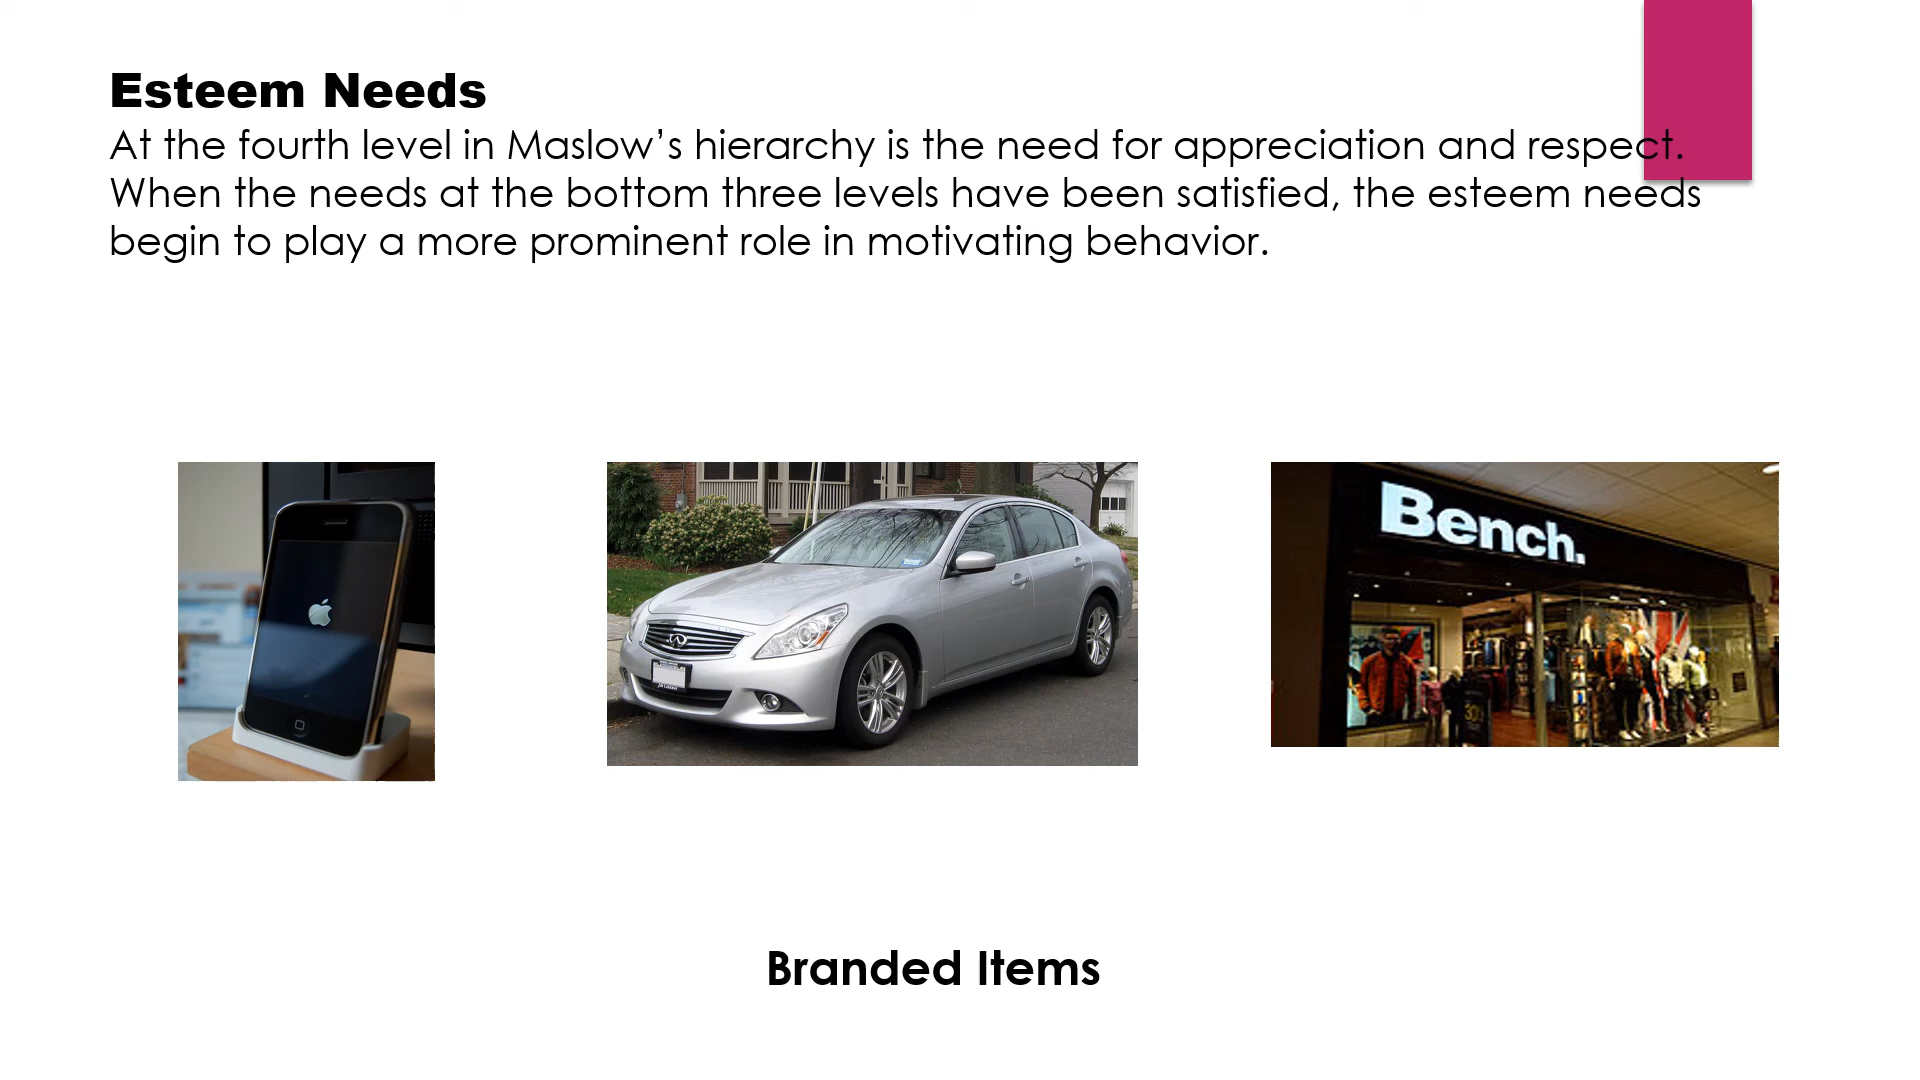 Esteem Needs
At the fourth level in Maslow’s hierarchy is the need for appreciation and respect.
When the needs at the bottom three levels have been satisfied, the esteem needs
begin to play a more prominent role in motivating behavior.
Bench.
Branded Items